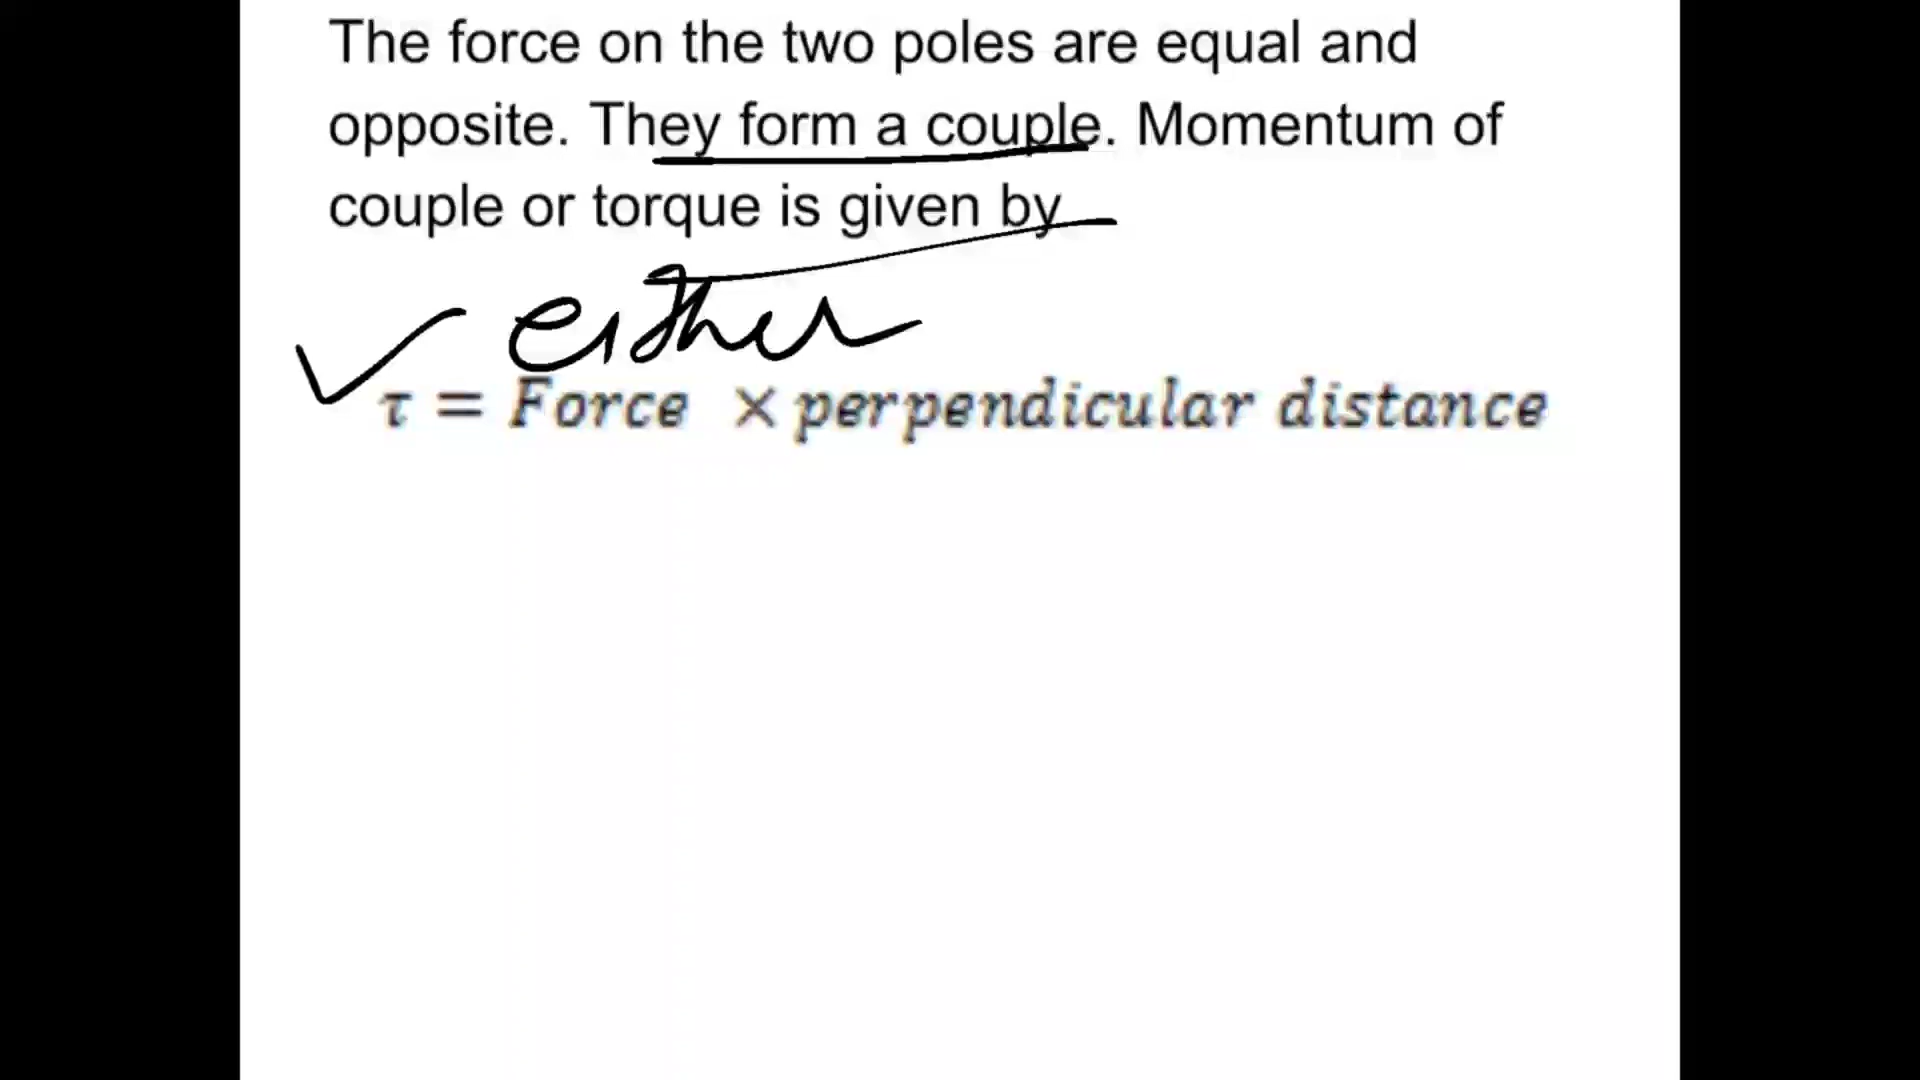 The force on the two poles are equal and
opposite. They form a couple. Momentum of
couple or torque is given by
either
τ = Force × perpendicular distance